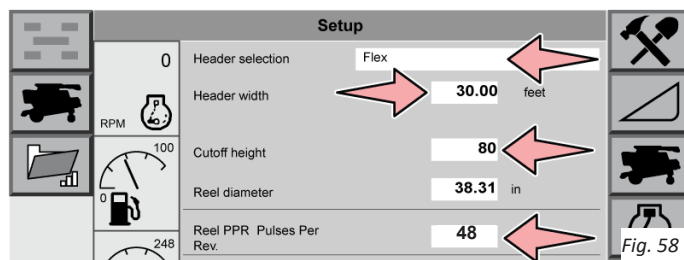 Setup
0
RPM
Header selection
Flex
Header width
30.00 feet
100
0
Cutoff height
80
Reel diameter
38.31 in
248
Reel PPR Pulses Per
Rev.
48
Fig. 58